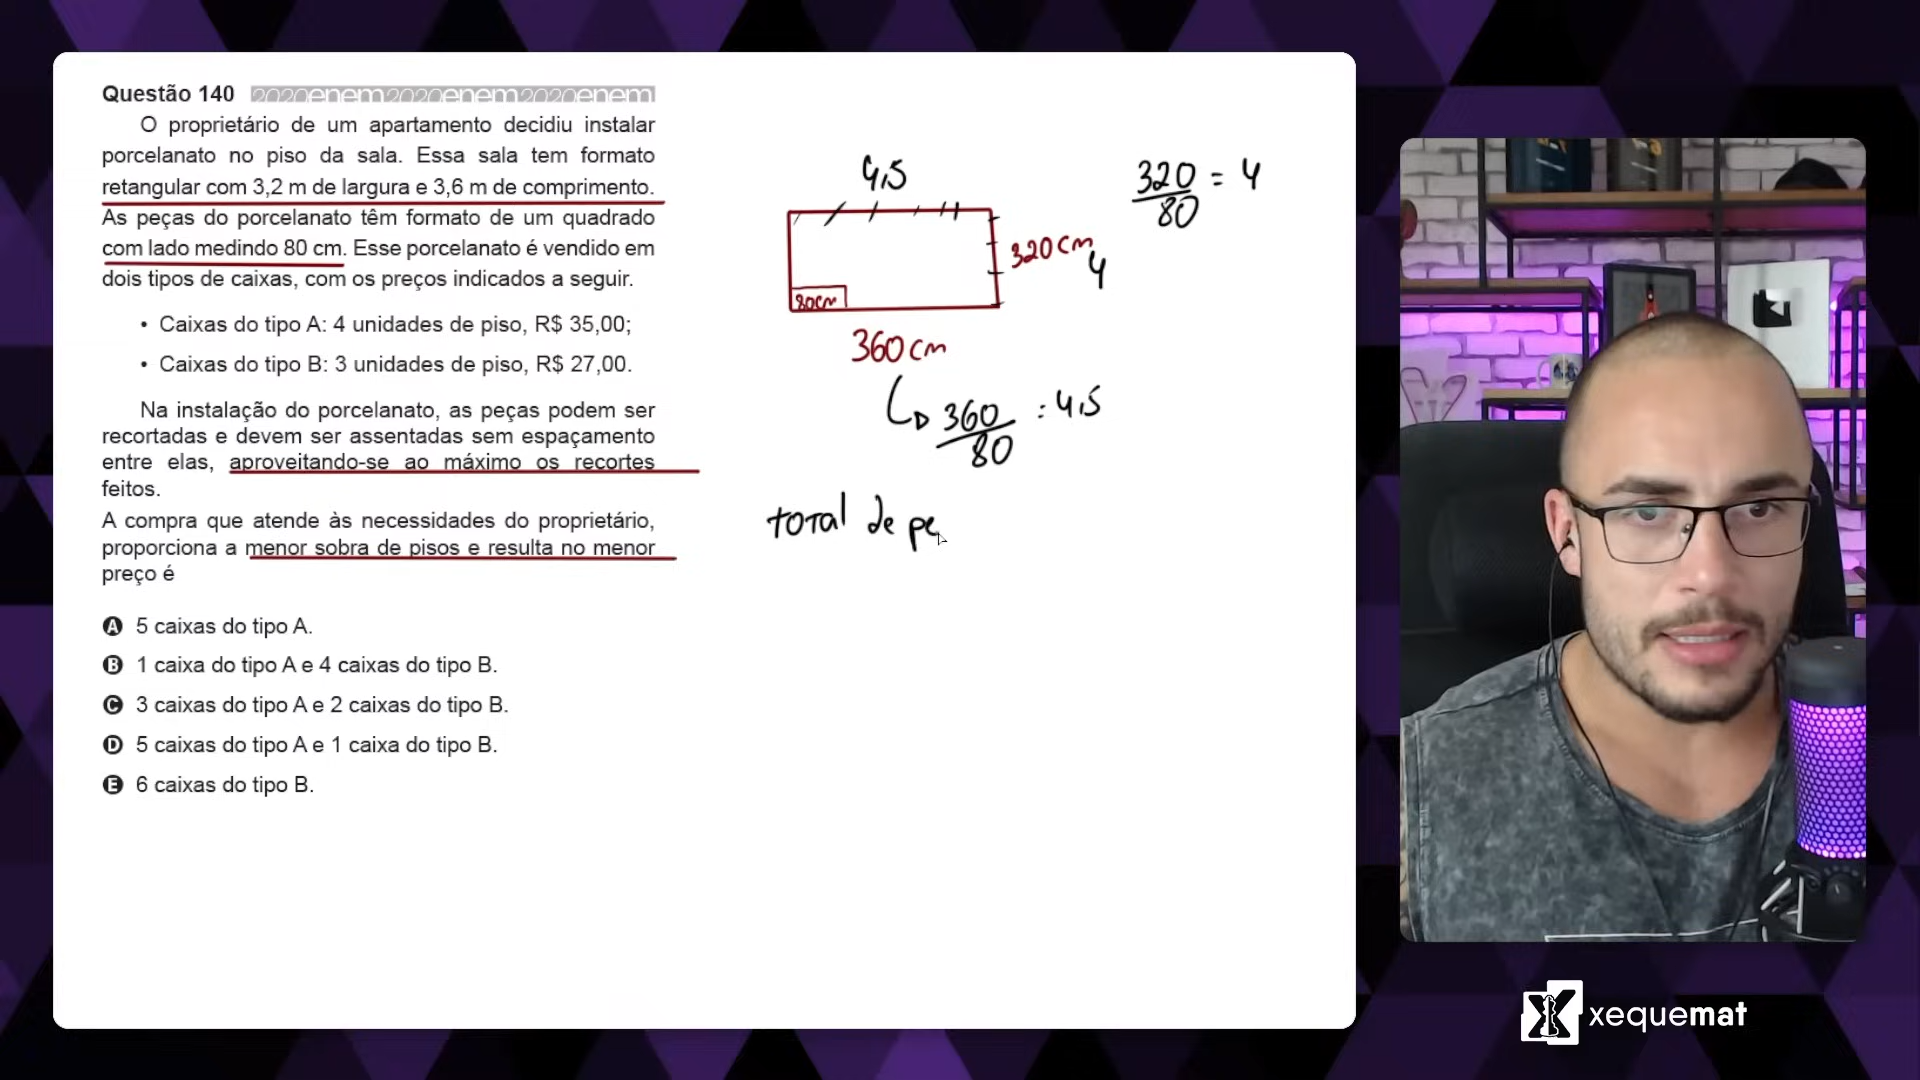 Questão 140 2020enem2020enem2020enem
O proprietário de um apartamento decidiu instalar
porcelanato no piso da sala. Essa sala tem formato
retangular com 3,2 m de largura e 3,6 m de comprimento.
As peças do porcelanato têm formato de um quadrado
com lado medindo 80 cm. Esse porcelanato é vendido em
dois tipos de caixas, com os preços indicados a seguir.
• Caixas do tipo A: 4 unidades de piso, R$ 35,00;
• Caixas do tipo B: 3 unidades de piso, R$ 27,00.
Na instalação do porcelanato, as peças podem ser
recortadas e devem ser assentadas sem espaçamento
entre elas, aproveitando-se ao máximo os recortes
feitos.
A compra que atende às necessidades do proprietário,
proporciona a menor sobra de pisos e resulta no menor
preço é
A 5 caixas do tipo A.
B 1 caixa do tipo A e 4 caixas do tipo B.
C 3 caixas do tipo A e 2 caixas do tipo B.
D 5 caixas do tipo A e 1 caixa do tipo B.
E 6 caixas do tipo B.
4,5
320 cm
4
80cm
360 cm
360
80
: 4,5
320
80
= 4
total de pe
xequemat